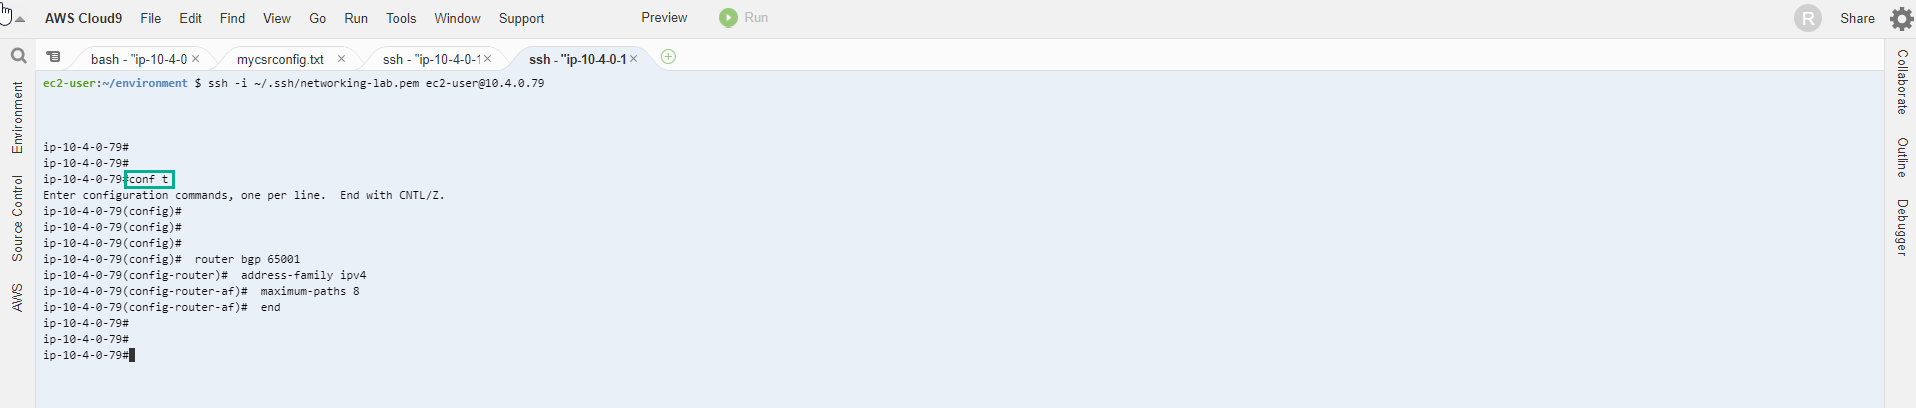 AWS Cloud9 File Edit Find View Go Run Tools Window Support Preview Run R Share
bash - "ip-10-4-0 × mycsrconfig.txt × ssh - "ip-10-4-0-1 × ssh - "ip-10-4-0-1 ×
Environment
Source Control
AWS
ec2-user:~/environment $ ssh -i ~/.ssh/networking-lab.pem ec2-user@10.4.0.79
ip-10-4-0-79#
ip-10-4-0-79#
ip-10-4-0-79#conf t
Enter configuration commands, one per line.  End with CNTL/Z.
ip-10-4-0-79(config)#
ip-10-4-0-79(config)#
ip-10-4-0-79(config)#
ip-10-4-0-79(config)#  router bgp 65001
ip-10-4-0-79(config-router)#  address-family ipv4
ip-10-4-0-79(config-router-af)#  maximum-paths 8
ip-10-4-0-79(config-router-af)#  end
ip-10-4-0-79#
ip-10-4-0-79#
ip-10-4-0-79#
Collaborate
Outline
Debugger